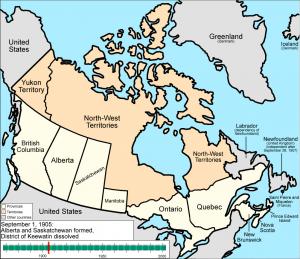 Greenland
(Denmark)
Iceland
(Denmark)
United
States
Yukon
Territory
North-West
Territories
Labrador
(dependency of
Newfoundland)
Newfoundland
(United Kingdom)
(independent after
September 26, 1907)
British
Columbia
Alberta
Saskatchewan
Manitoba
North-West
Territories
Ontario
Quebec
Saint Pierre and
Miquelon
(France)
Prince Edward
Island
Nova
Scotia
New
Brunswick
United States
Provinces
Territories
Other countries
September 1, 1905:
Alberta and Saskatchewan formed,
District of Keewatin dissolved